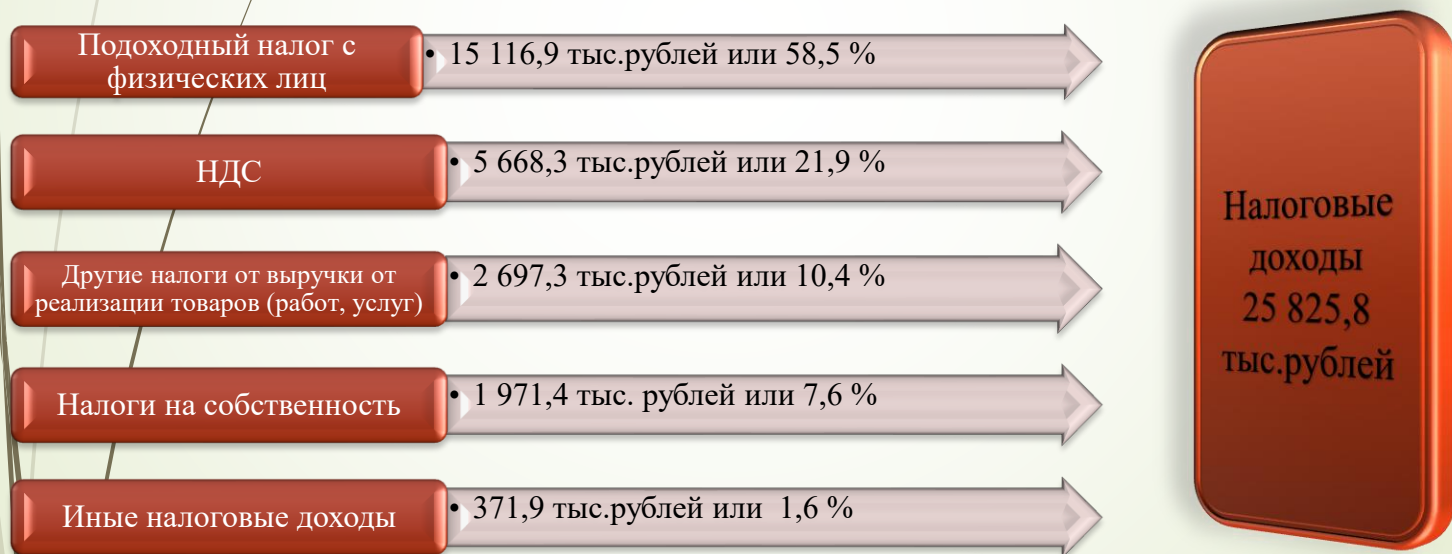 Подоходный налог с
физических лиц
• 15 116,9 тыс.рублей или 58,5 %
НДС
• 5 668,3 тыс.рублей или 21,9 %
Другие налоги от выручки от
реализации товаров (работ, услуг)
• 2 697,3 тыс.рублей или 10,4 %
Налоги на собственность
• 1 971,4 тыс. рублей или 7,6 %
Иные налоговые доходы
• 371,9 тыс.рублей или  1,6 %
Налоговые
доходы
25 825,8
тыс.рублей